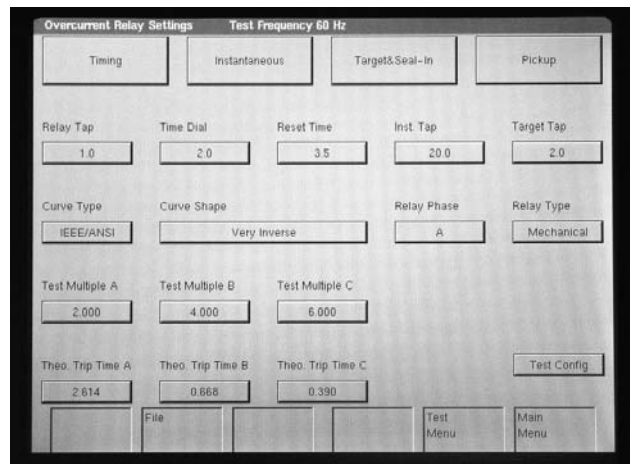 Overcurrent Relay Settings Test Frequency 60 Hz
Timing Instantaneous Target&Seal-In Pickup
Relay Tap Time Dial Reset Time Inst. Tap Target Tap
1.0 2.0 3.5 20.0 2.0
Curve Type Curve Shape Relay Phase Relay Type
IEEE/ANSI Very Inverse A Mechanical
Test Multiple A Test Multiple B Test Multiple C
2.000 4.000 6.000
Theo. Trip Time A Theo. Trip Time B Theo. Trip Time C Test Config
2.614 0.668 0.390
File Test Menu Main Menu